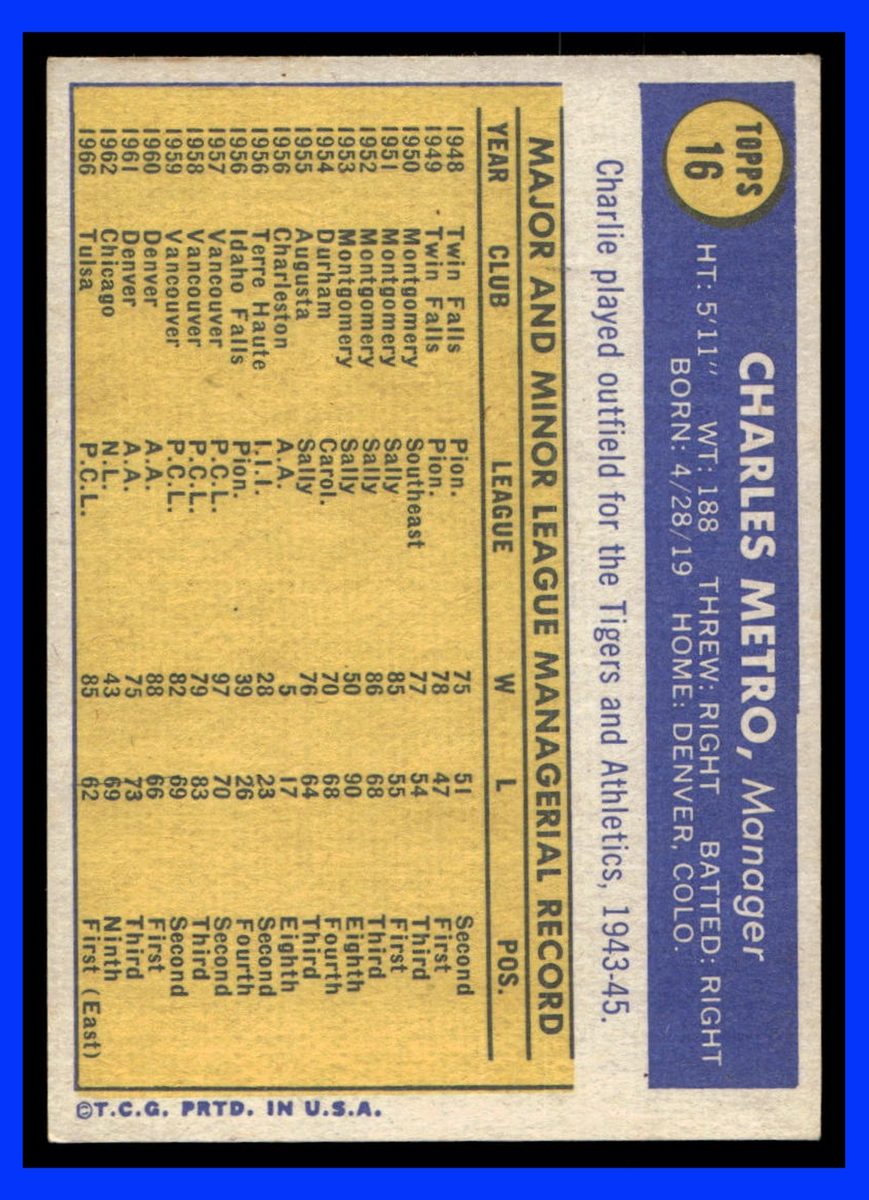 TOPPS
16
CHARLES METRO, Manager
HT: 5'11" WT: 188 THREW: RIGHT BATTED: RIGHT
BORN: 4/28/19 HOME: DENVER, COLO.
Charlie played outfield for the Tigers and Athletics, 1943-45.
MAJOR AND MINOR LEAGUE MANAGERIAL RECORD
YEAR CLUB LEAGUE W L POS.
1948 Twin Falls Pion. 75 51 Second
1949 Twin Falls Pion. 78 47 First
1950 Montgomery Southeast 77 54 Third
1951 Montgomery Sally 85 55 First
1952 Montgomery Sally 86 68 Third
1953 Montgomery Sally 50 90 Eighth
1954 Durham Carol. 70 68 Fourth
1955 Augusta Sally 76 64 Third
1956 Charleston A.A. 5 17 Eighth
1956 Terre Haute I.I.I. 28 23 Second
1956 Idaho Falls Pion. 39 26 Fourth
1957 Vancouver P.C.L. 97 70 Second
1958 Vancouver P.C.L. 79 83 Third
1959 Vancouver P.C.L. 82 69 Second
1960 Denver A.A. 88 66 First
1961 Denver A.A. 75 73 Third
1962 Chicago N.L. 43 69 Ninth
1966 Tulsa P.C.L. 85 62 First (East)
©T.C.G. PRTD. IN U.S.A.